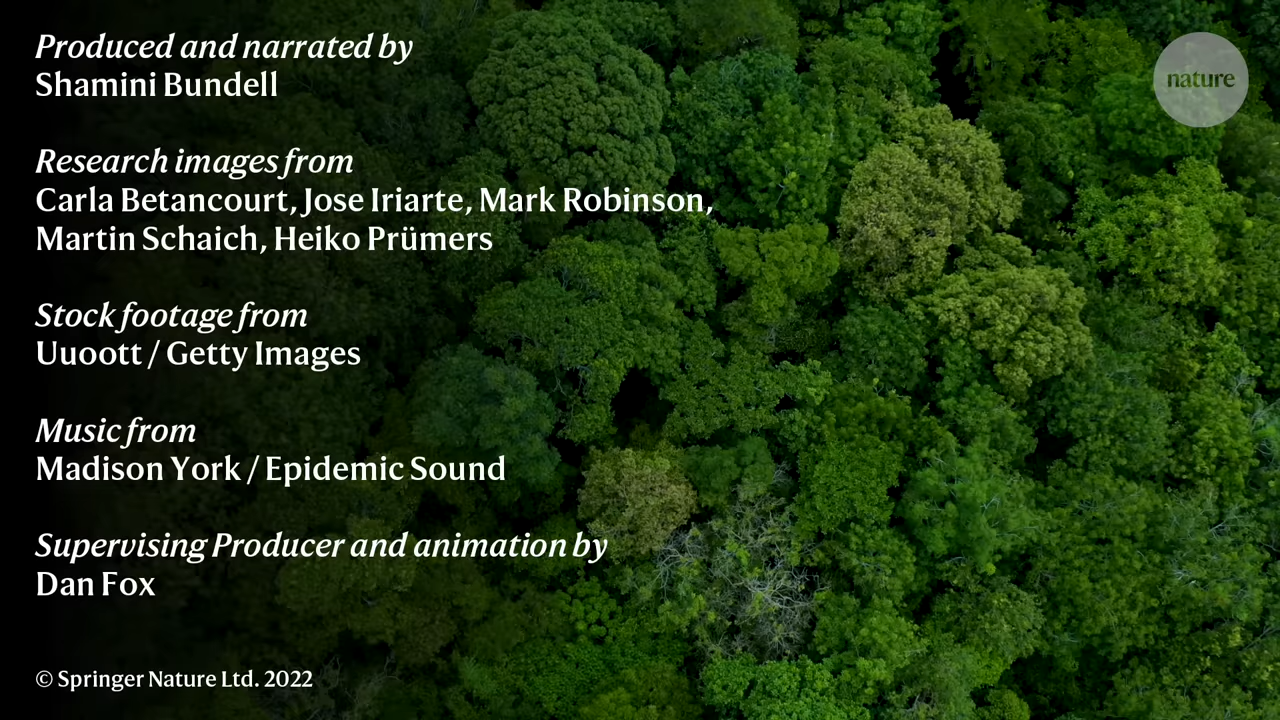 Produced and narrated by
Shamini Bundell
Research images from
Carla Betancourt, Jose Iriarte, Mark Robinson,
Martin Schaich, Heiko Prümers
Stock footage from
Uuoott / Getty Images
Music from
Madison York / Epidemic Sound
Supervising Producer and animation by
Dan Fox
© Springer Nature Ltd. 2022
nature